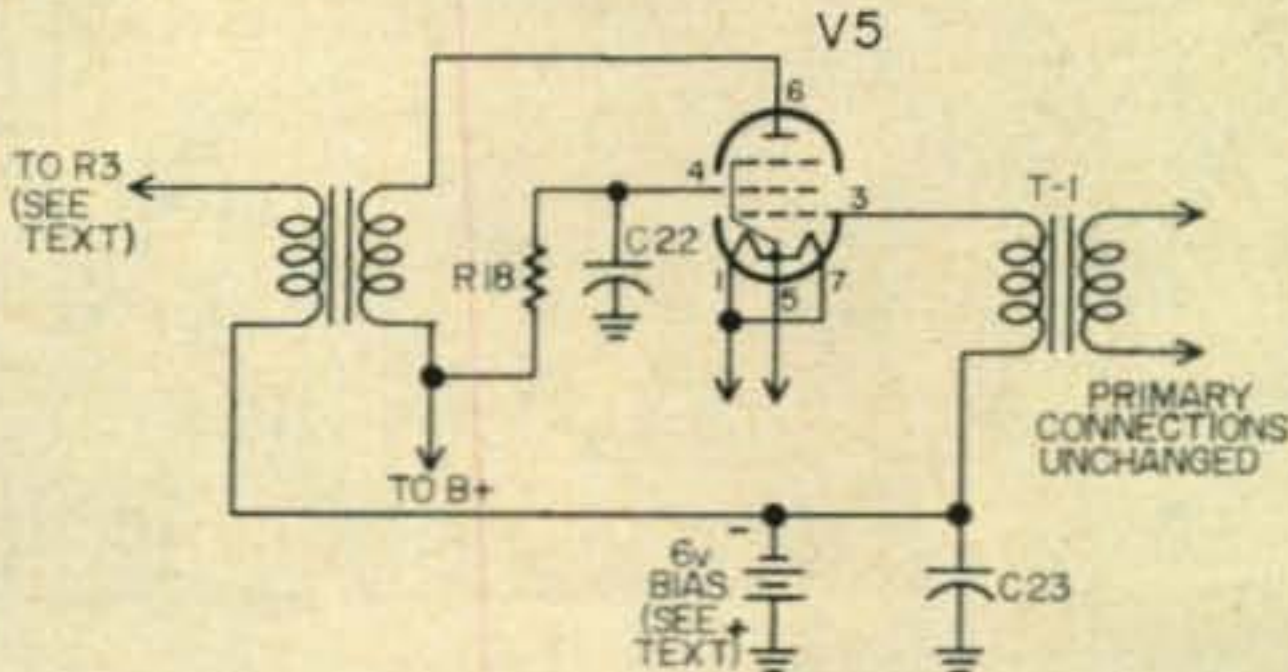 V5
6
TO R3
(SEE
TEXT)
4
3
T-1
C22
R18
1
5
7
PRIMARY
CONNECTIONS
UNCHANGED
TO B+
-
6v
BIAS
(SEE
TEXT)
+
C23